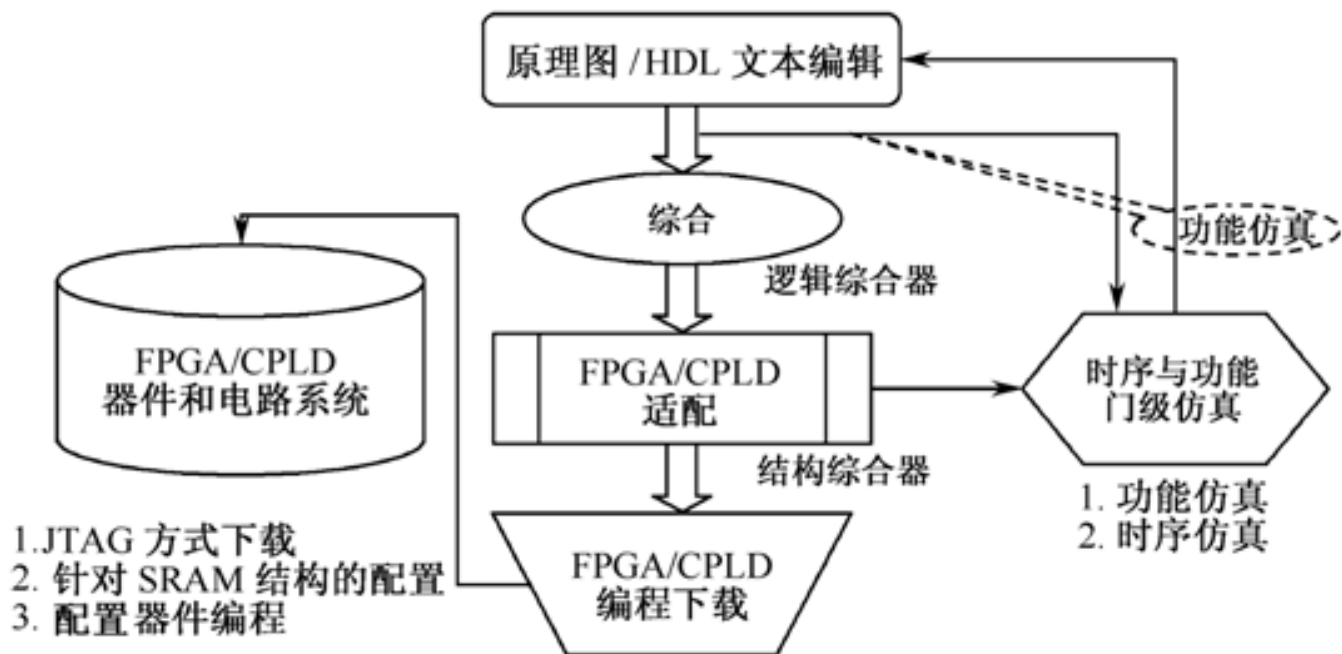 原理图/HDL 文本编辑
综合
功能仿真
逻辑综合器
FPGA/CPLD
器件和电路系统
FPGA/CPLD
适配
时序与功能
门级仿真
结构综合器
1. 功能仿真
2. 时序仿真
1.JTAG 方式下载
2. 针对 SRAM 结构的配置
3. 配置器件编程
FPGA/CPLD
编程下载